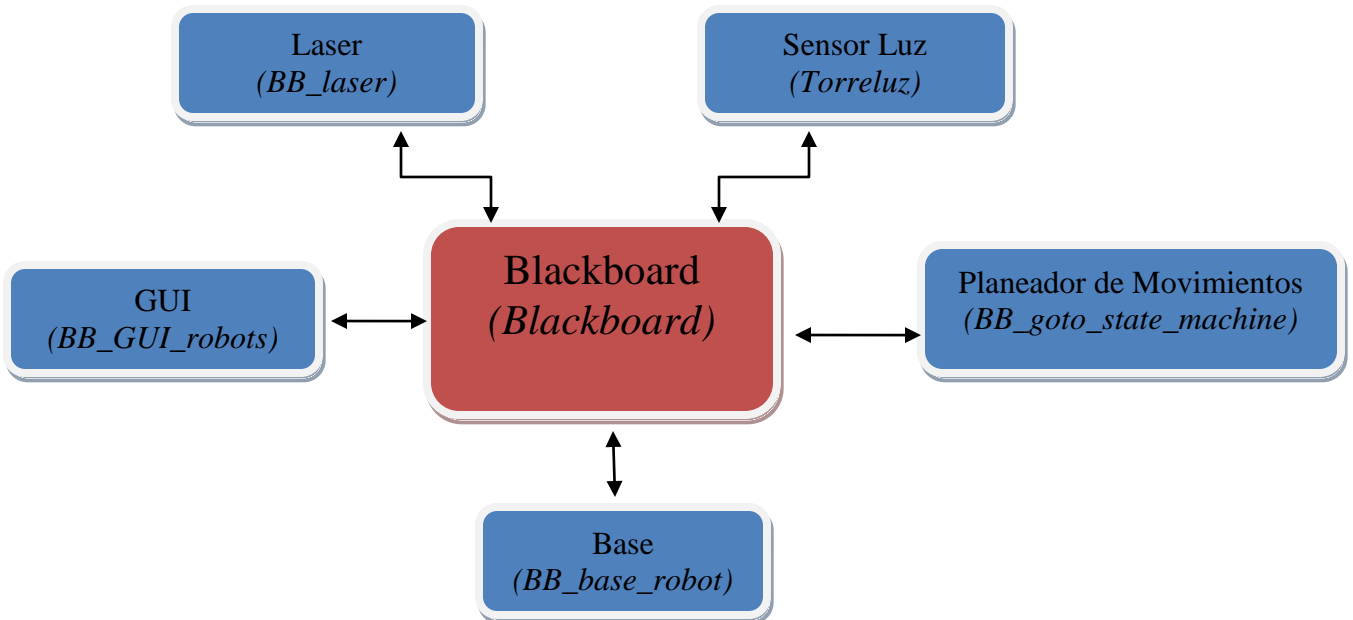 Laser
(BB_laser)
Sensor Luz
(Torreluz)
Blackboard
(Blackboard)
GUI
(BB_GUI_robots)
Planeador de Movimientos
(BB_goto_state_machine)
Base
(BB_base_robot)